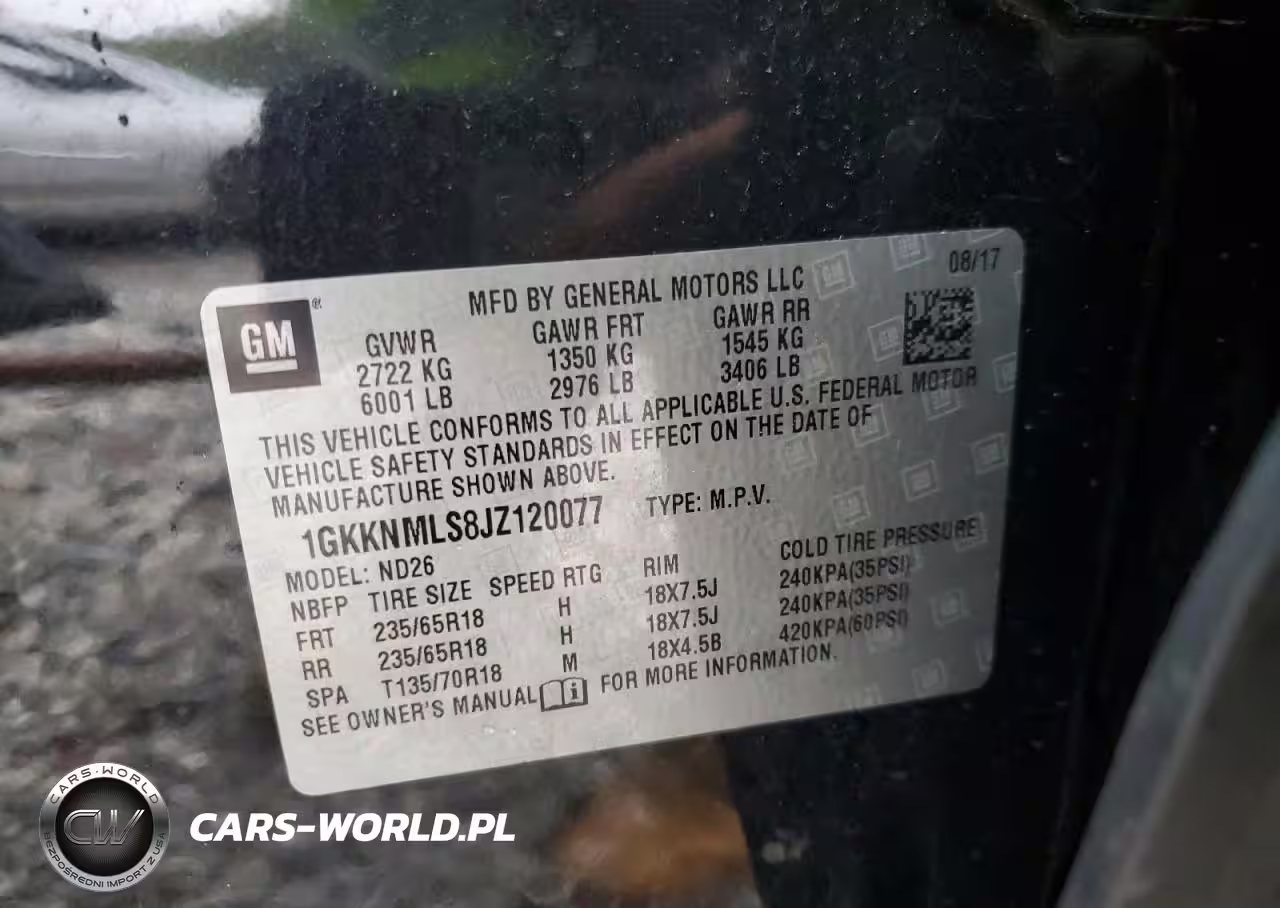 08/17
MFD BY GENERAL MOTORS LLC
GM ®
GVWR GAWR FRT GAWR RR
2722 KG 1350 KG 1545 KG
6001 LB 2976 LB 3406 LB
THIS VEHICLE CONFORMS TO ALL APPLICABLE U.S. FEDERAL MOTOR
VEHICLE SAFETY STANDARDS IN EFFECT ON THE DATE OF
MANUFACTURE SHOWN ABOVE.
1GKKNMLS8JZ120077 TYPE: M.P.V.
MODEL: ND26
NBFP TIRE SIZE SPEED RTG RIM COLD TIRE PRESSURE
FRT 235/65R18 H 18X7.5J 240KPA(35PSI)
RR 235/65R18 H 18X7.5J 240KPA(35PSI)
SPA T135/70R18 M 18X4.5B 420KPA(60PSI)
SEE OWNER'S MANUAL FOR MORE INFORMATION.
CARS-WORLD
CW
BEZPOŚREDNI IMPORT Z USA
CARS-WORLD.PL